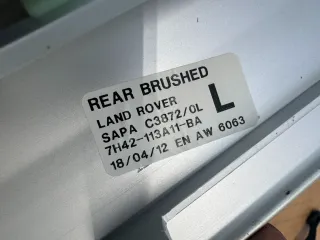 REAR BRUSHED
LAND ROVER
SAPA C3872/0L
L
7H42-113A11-BA
18/04/12 EN AW 6063